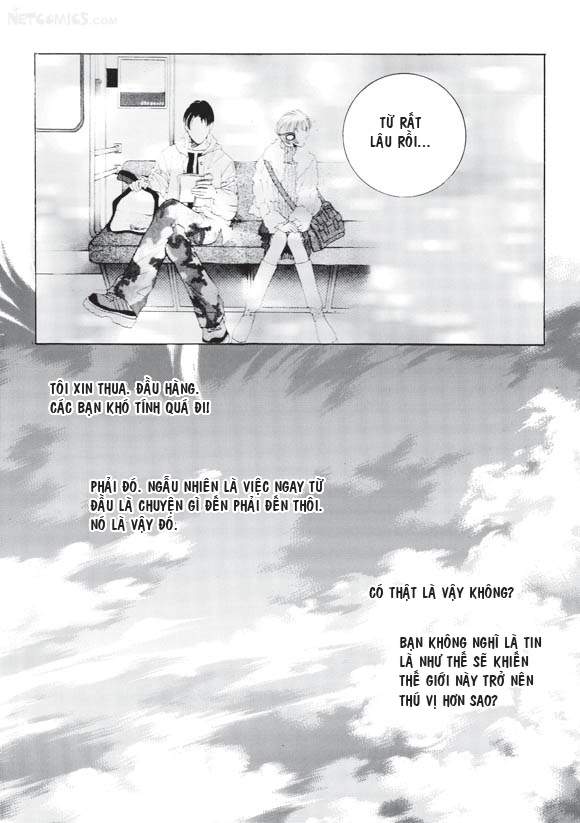 NETCOMICS.COM
TỪ RẤT
LÂU RỒI...
TÔI XIN THUA. ĐẦU HÀNG.
CÁC BẠN KHÓ TÍNH QUÁ ĐI!
PHẢI ĐÓ. NGẪU NHIÊN LÀ VIỆC NGAY TỪ
ĐẦU LÀ CHUYỆN GÌ ĐẾN PHẢI ĐẾN THÔI.
NÓ LÀ VẬY ĐÓ.
CÓ THẬT LÀ VẬY KHÔNG?
BẠN KHÔNG NGHĨ LÀ TIN
LÀ NHƯ THẾ SẼ KHIẾN
THẾ GIỚI NÀY TRỞ NÊN
THÚ VỊ HƠN SAO?